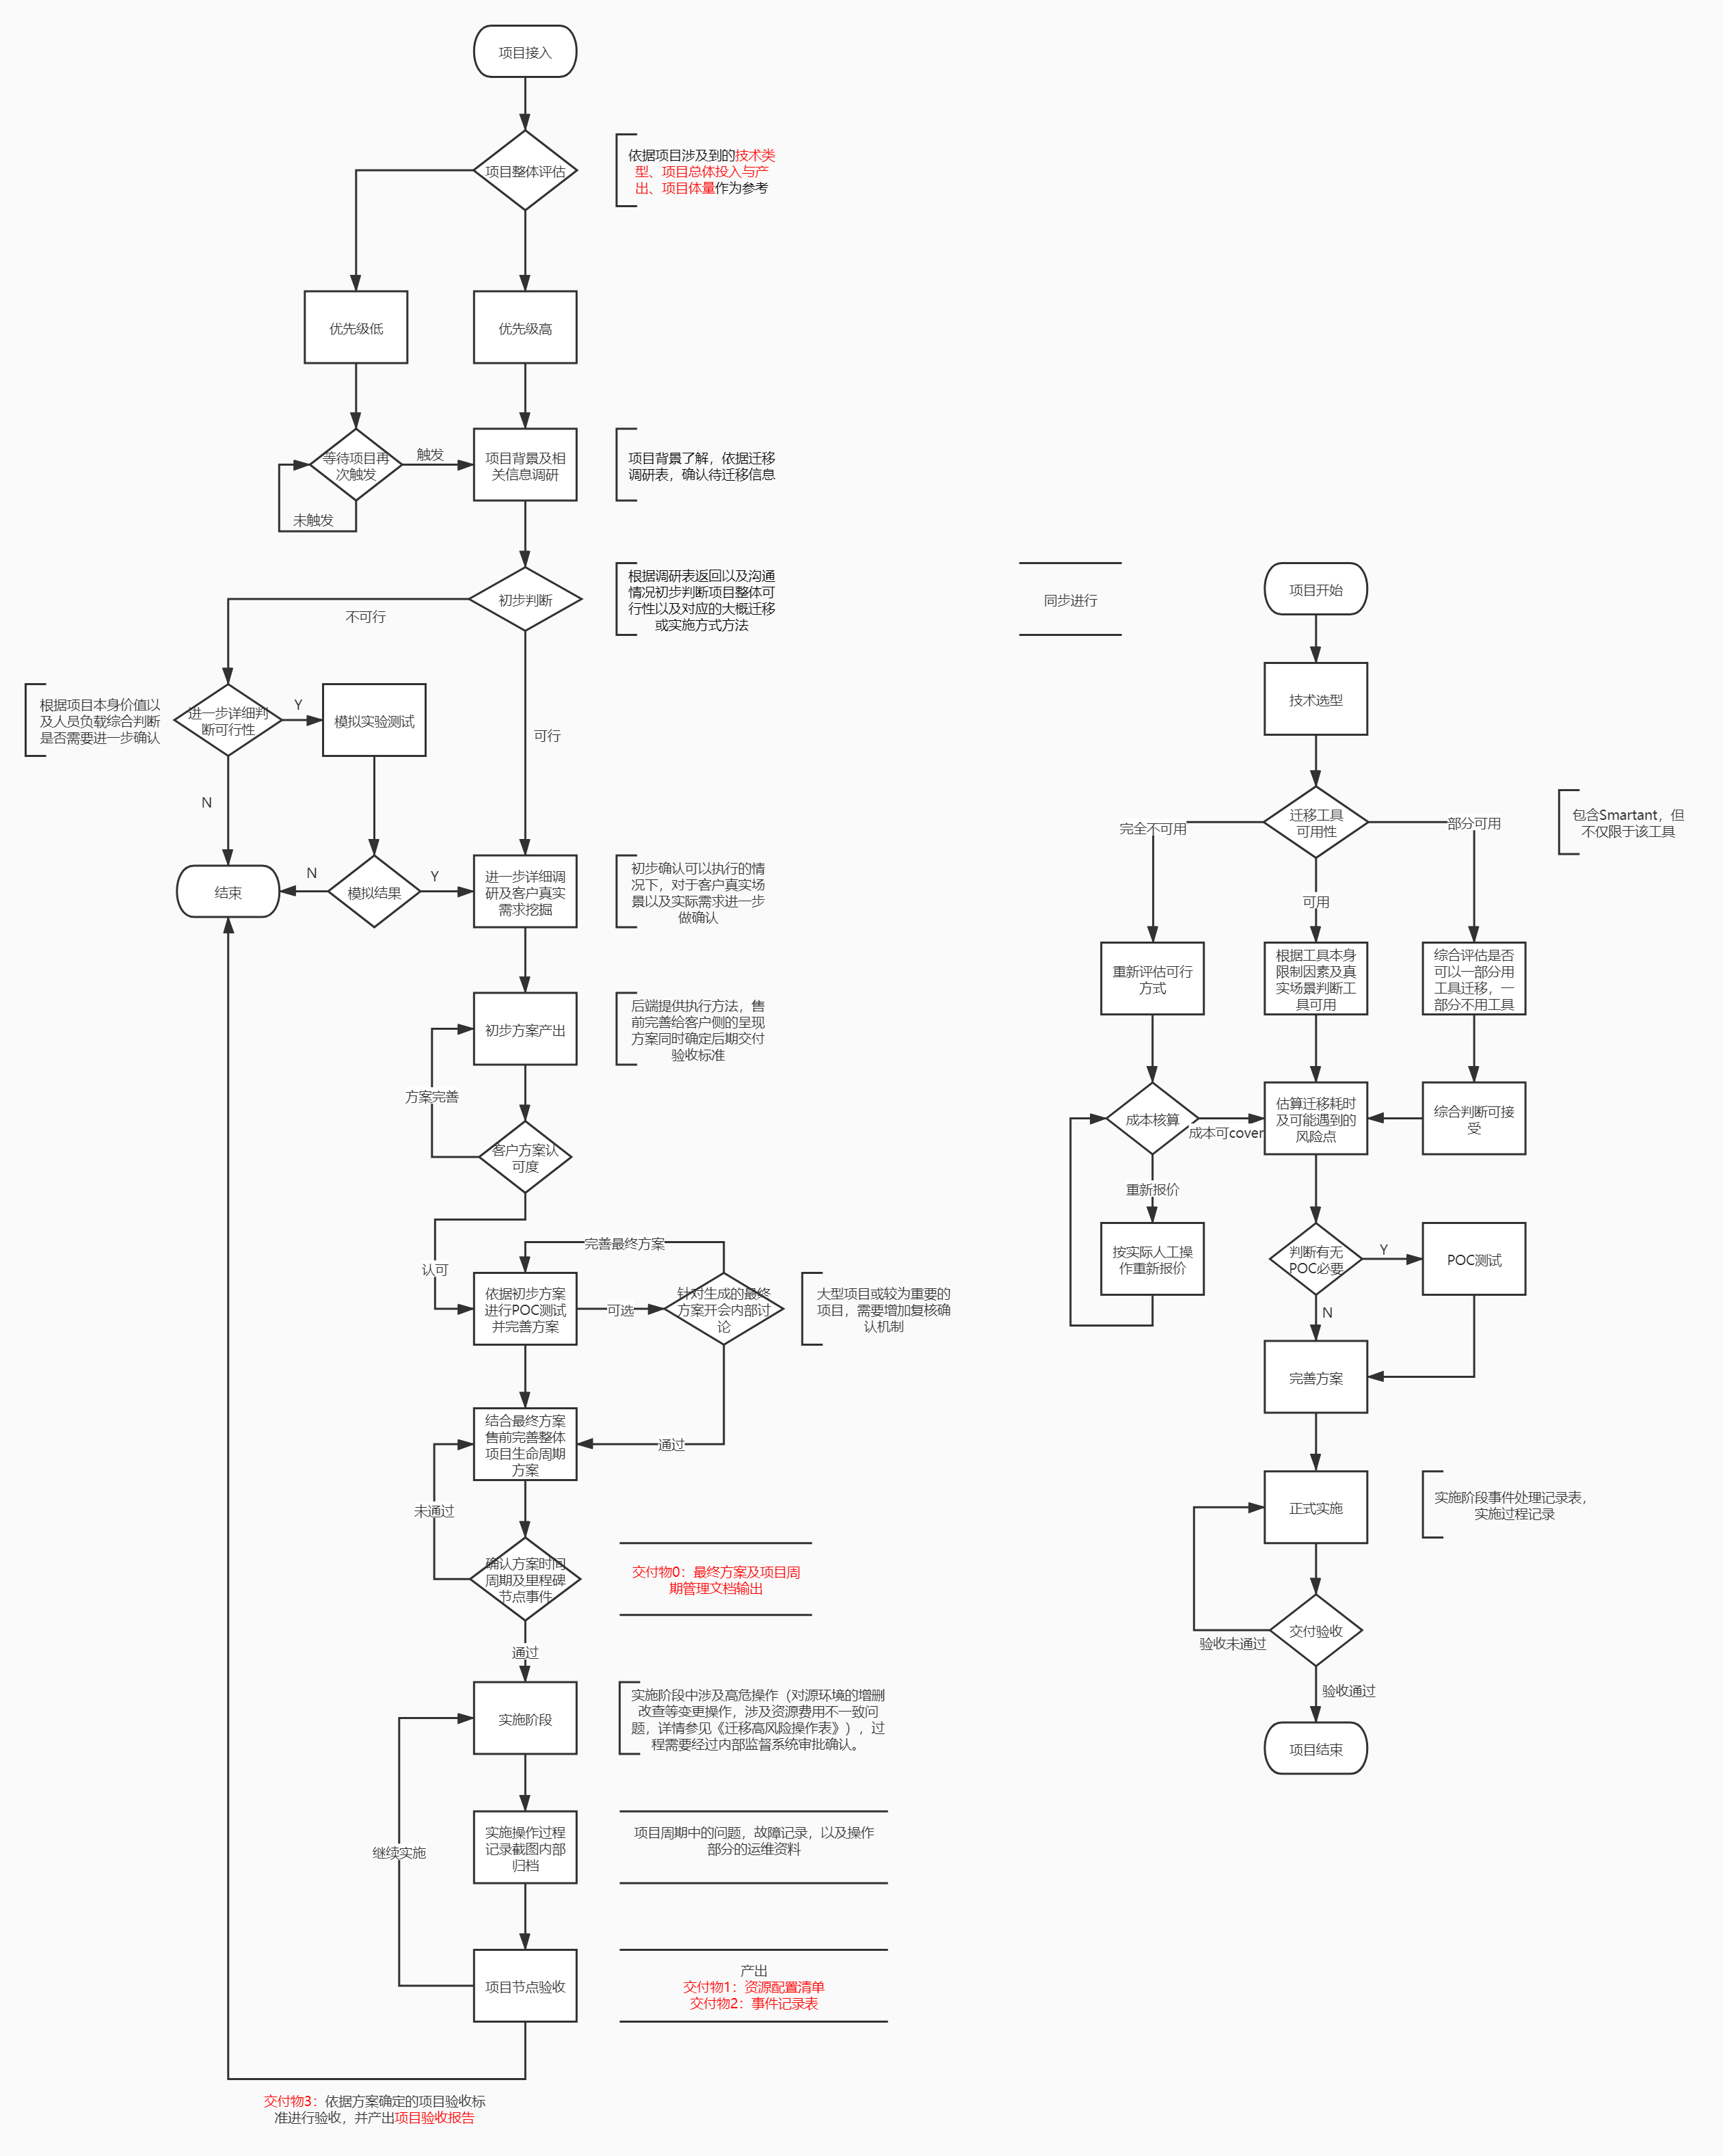 项目接入
项目整体评估
依据项目涉及到的技术类
型、项目总体投入与产
出、项目体量作为参考
优先级低
优先级高
等待项目再
次触发
触发
未触发
项目背景及相
关信息调研
项目背景了解，依据迁移
调研表，确认待迁移信息
初步判断
不可行
可行
根据调研表返回以及沟通
情况初步判断项目整体可
行性以及对应的大概迁移
或实施方式方法
根据项目本身价值以
及人员负载综合判断
是否需要进一步确认
进一步详细判
断可行性
Y
模拟实验测试
N
结束
N
模拟结果
Y
进一步详细调
研及客户真实
需求挖掘
初步确认可以执行的情
况下，对于客户真实场
景以及实际需求进一步
做确认
初步方案产出
后端提供执行方法，售
前完善给客户侧的呈现
方案同时确定后期交付
验收标准
方案完善
客户方案认
可度
认可
完善最终方案
依据初步方案
进行POC测试
并完善方案
可选
针对生成的最终
方案开会内部讨
论
大型项目或较为重要的
项目，需要增加复核确
认机制
结合最终方案
售前完善整体
项目生命周期
方案
通过
未通过
确认方案时间
周期及里程碑
节点事件
交付物0：最终方案及项目周
期管理文档输出
通过
实施阶段
实施阶段中涉及高危操作（对源环境的增删
改查等变更操作，涉及资源费用不一致问
题，详情参见《迁移高风险操作表》），过
程需要经过内部监督系统审批确认。
继续实施
实施操作过程
记录截图内部
归档
项目周期中的问题，故障记录，以及操作
部分的运维资料
项目节点验收
产出
交付物1：资源配置清单
交付物2：事件记录表
交付物3：依据方案确定的项目验收标
准进行验收，并产出项目验收报告
同步进行
项目开始
技术选型
迁移工具
可用性
完全不可用
可用
部分可用
包含Smartant，但
不仅限于该工具
重新评估可行
方式
根据工具本身
限制因素及真
实场景判断工
具可用
综合评估是否
可以一部分用
工具迁移，一
部分不用工具
成本核算
成本可cover
估算迁移耗时
及可能遇到的
风险点
综合判断可接
受
重新报价
按实际人工操
作重新报价
判断有无
POC必要
Y
POC测试
N
完善方案
正式实施
实施阶段事件处理记录表，
实施过程记录
交付验收
验收未通过
验收通过
项目结束